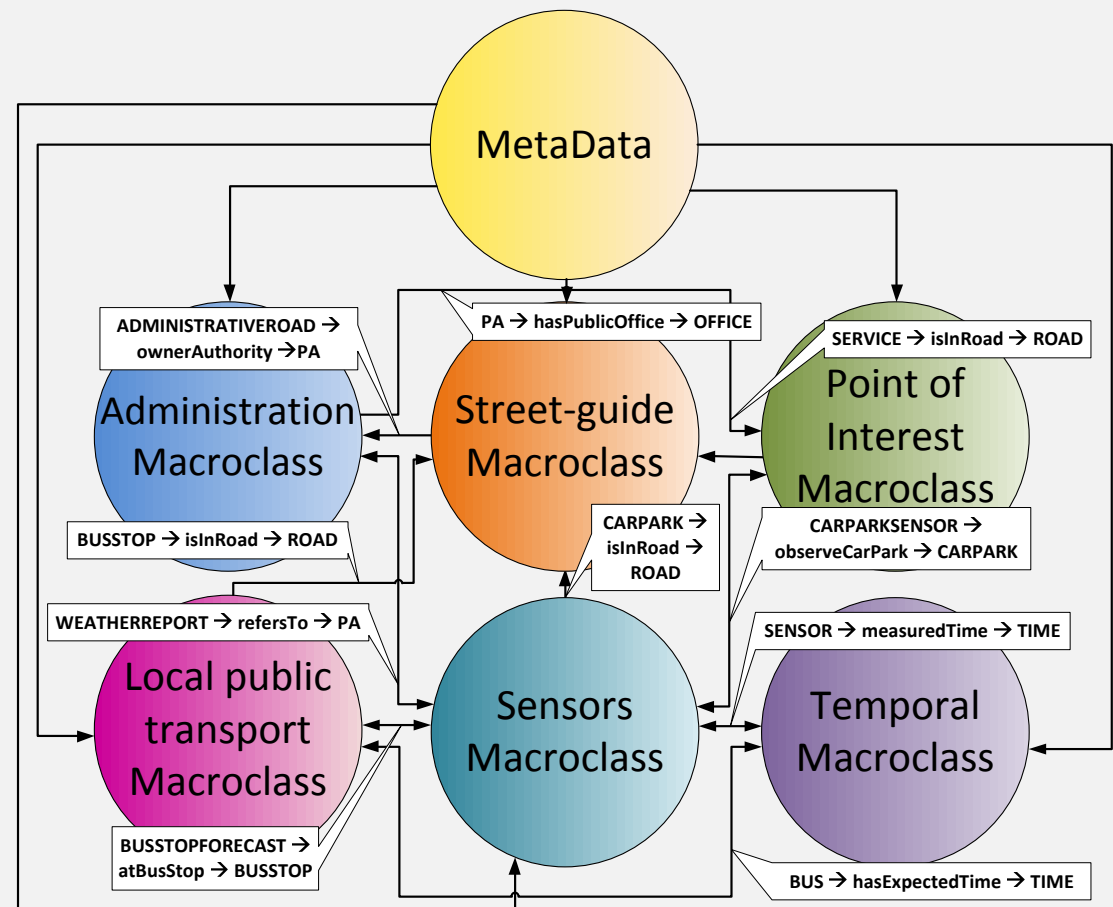 MetaData
ADMINISTRATIVEROAD →
ownerAuthority →PA
PA → hasPublicOffice → OFFICE
SERVICE → isInRoad → ROAD
Administration
Macroclass
Street-guide
Macroclass
Point of
Interest
Macroclass
BUSSTOP → isInRoad → ROAD
CARPARK →
isInRoad →
ROAD
CARPARKSENSOR →
observeCarPark → CARPARK
WEATHERREPORT → refersTo → PA
SENSOR → measuredTime → TIME
Local public
transport
Macroclass
Sensors
Macroclass
Temporal
Macroclass
BUSSTOPFORECAST →
atBusStop → BUSSTOP
BUS → hasExpectedTime → TIME